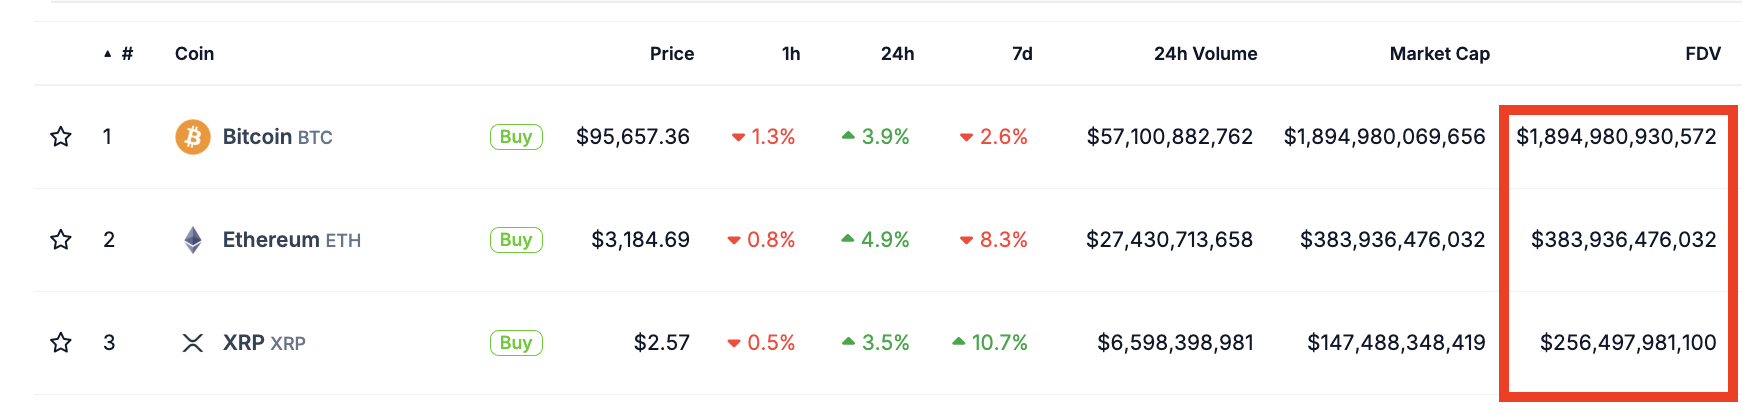 # Coin Price 1h 24h 7d 24h Volume Market Cap FDV
1 Bitcoin BTC Buy $95,657.36 1.3% 3.9% 2.6% $57,100,882,762 $1,894,980,069,656 $1,894,980,930,572
2 Ethereum ETH Buy $3,184.69 0.8% 4.9% 8.3% $27,430,713,658 $383,936,476,032 $383,936,476,032
3 XRP XRP Buy $2.57 0.5% 3.5% 10.7% $6,598,398,981 $147,488,348,419 $256,497,981,100